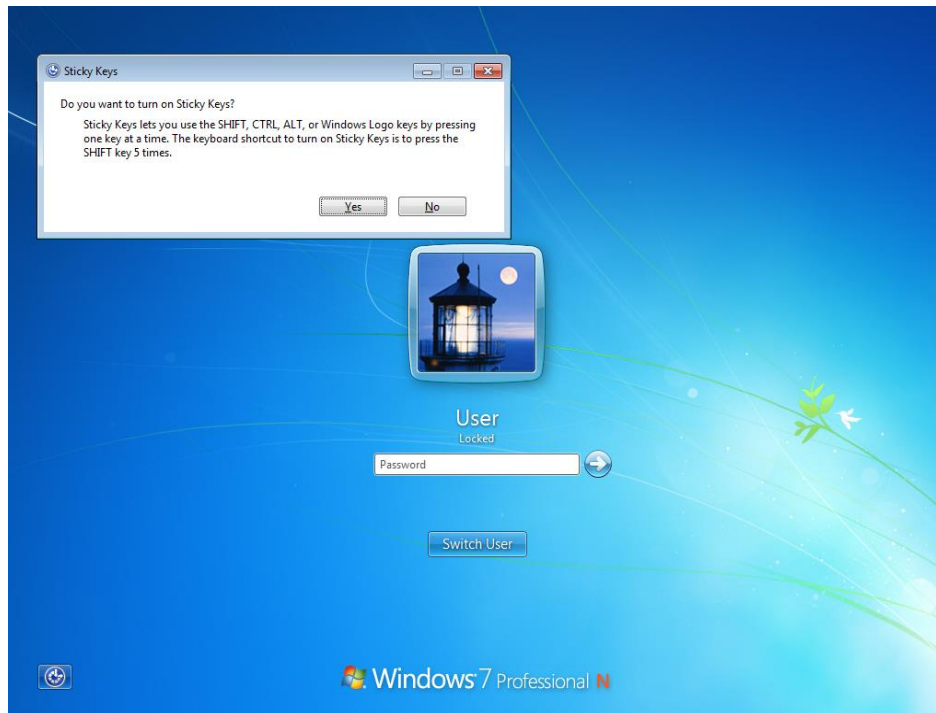 Sticky Keys
Do you want to turn on Sticky Keys?
Sticky Keys lets you use the SHIFT, CTRL, ALT, or Windows Logo keys by pressing
one key at a time. The keyboard shortcut to turn on Sticky Keys is to press the
SHIFT key 5 times.
Yes
No
User
Locked
Password
Switch User
Windows 7 Professional N